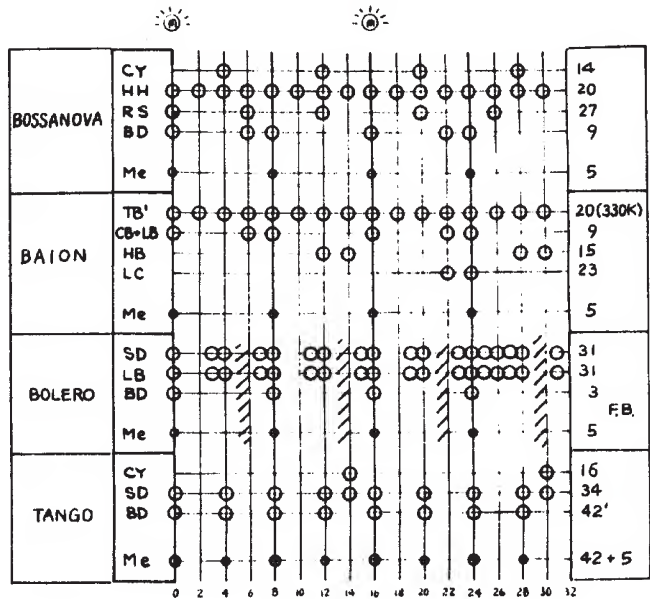 CY 14
HH 20
BOSSANOVA RS 27
BD 9
Me 5
TB' 20(330K)
CB+LB 9
BAION HB 15
LC 23
Me 5
SD 31
LB 31
BOLERO BD 3
F.B.
Me 5
CY 16
SD 34
TANGO BD 42'
Me 42+5
0 2 4 6 8 10 12 14 16 18 20 22 24 26 28 30 32